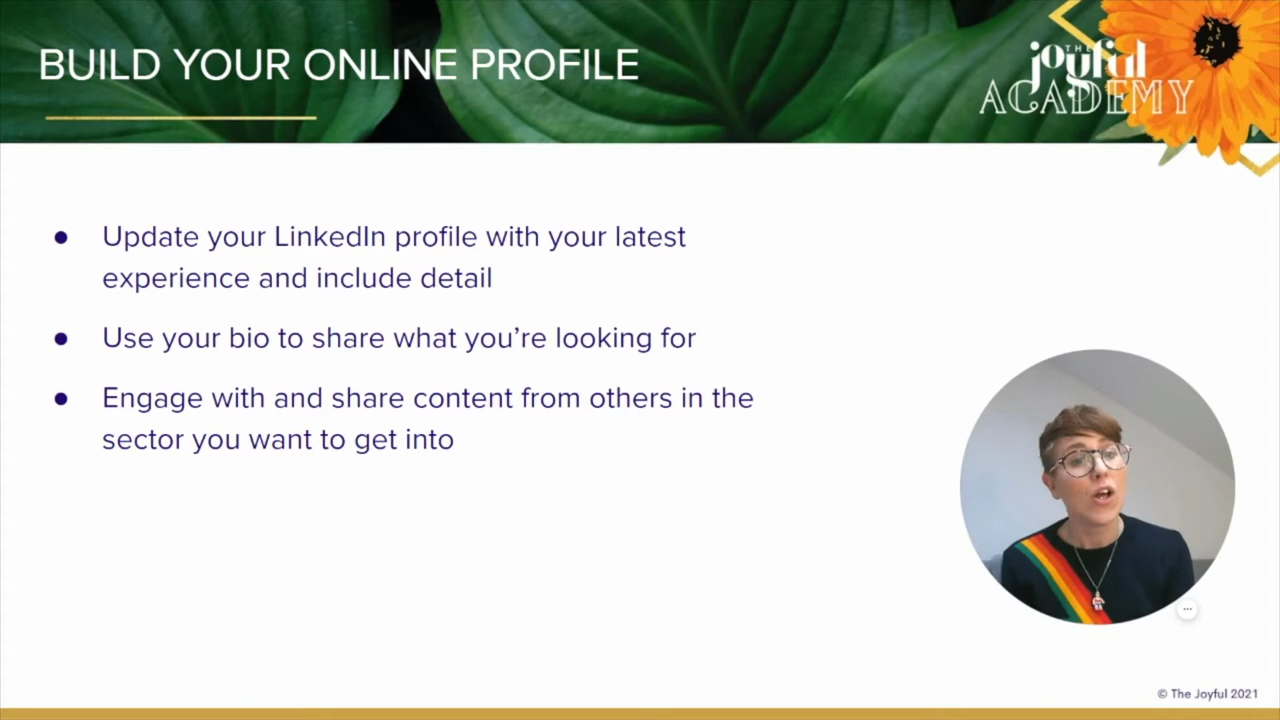 BUILD YOUR ONLINE PROFILE
THE
joyful
ACADEMY
● Update your LinkedIn profile with your latest
experience and include detail
● Use your bio to share what you’re looking for
● Engage with and share content from others in the
sector you want to get into
© The Joyful 2021